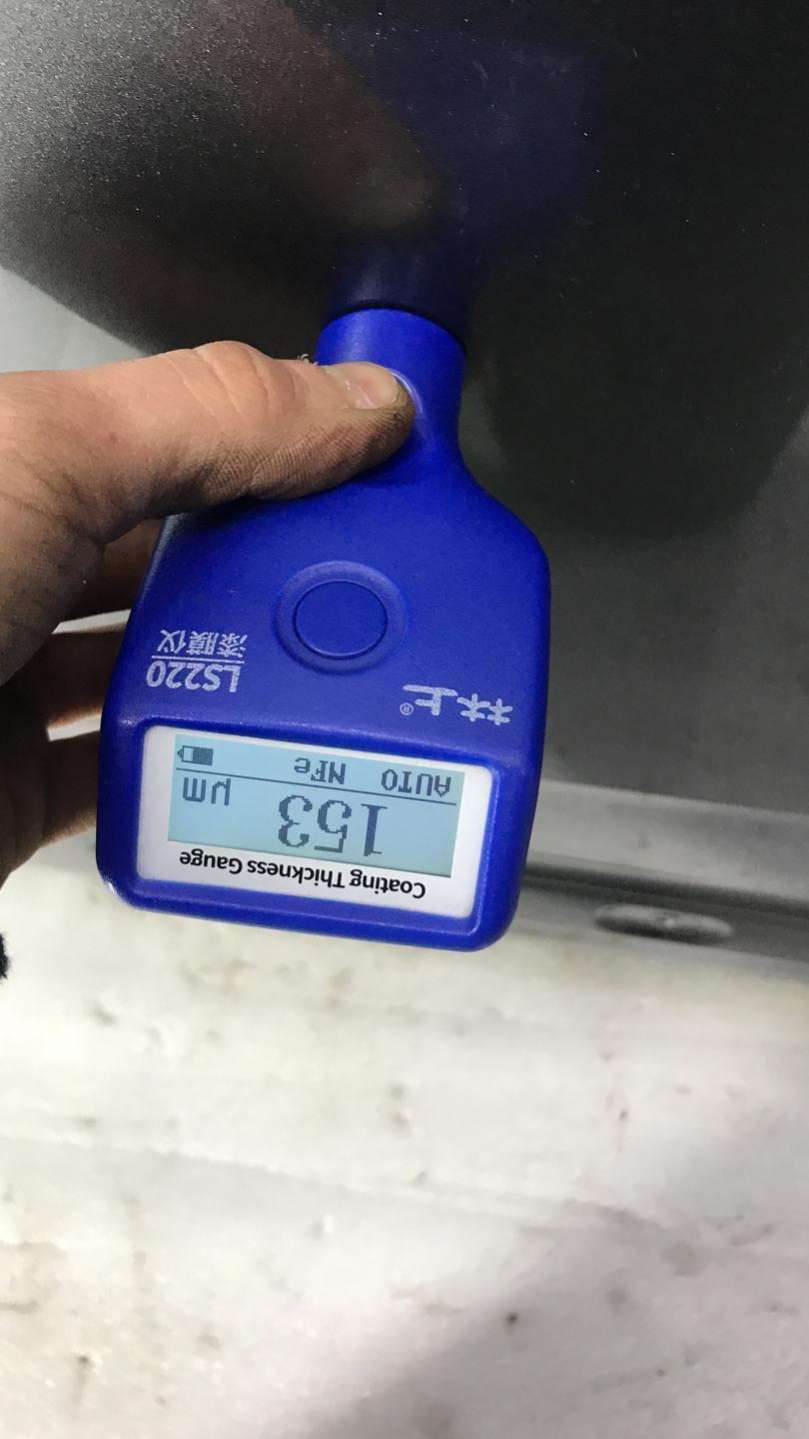 Coating Thickness Gauge
153 μm
AUTO NFe
林上®
LS220
漆膜仪